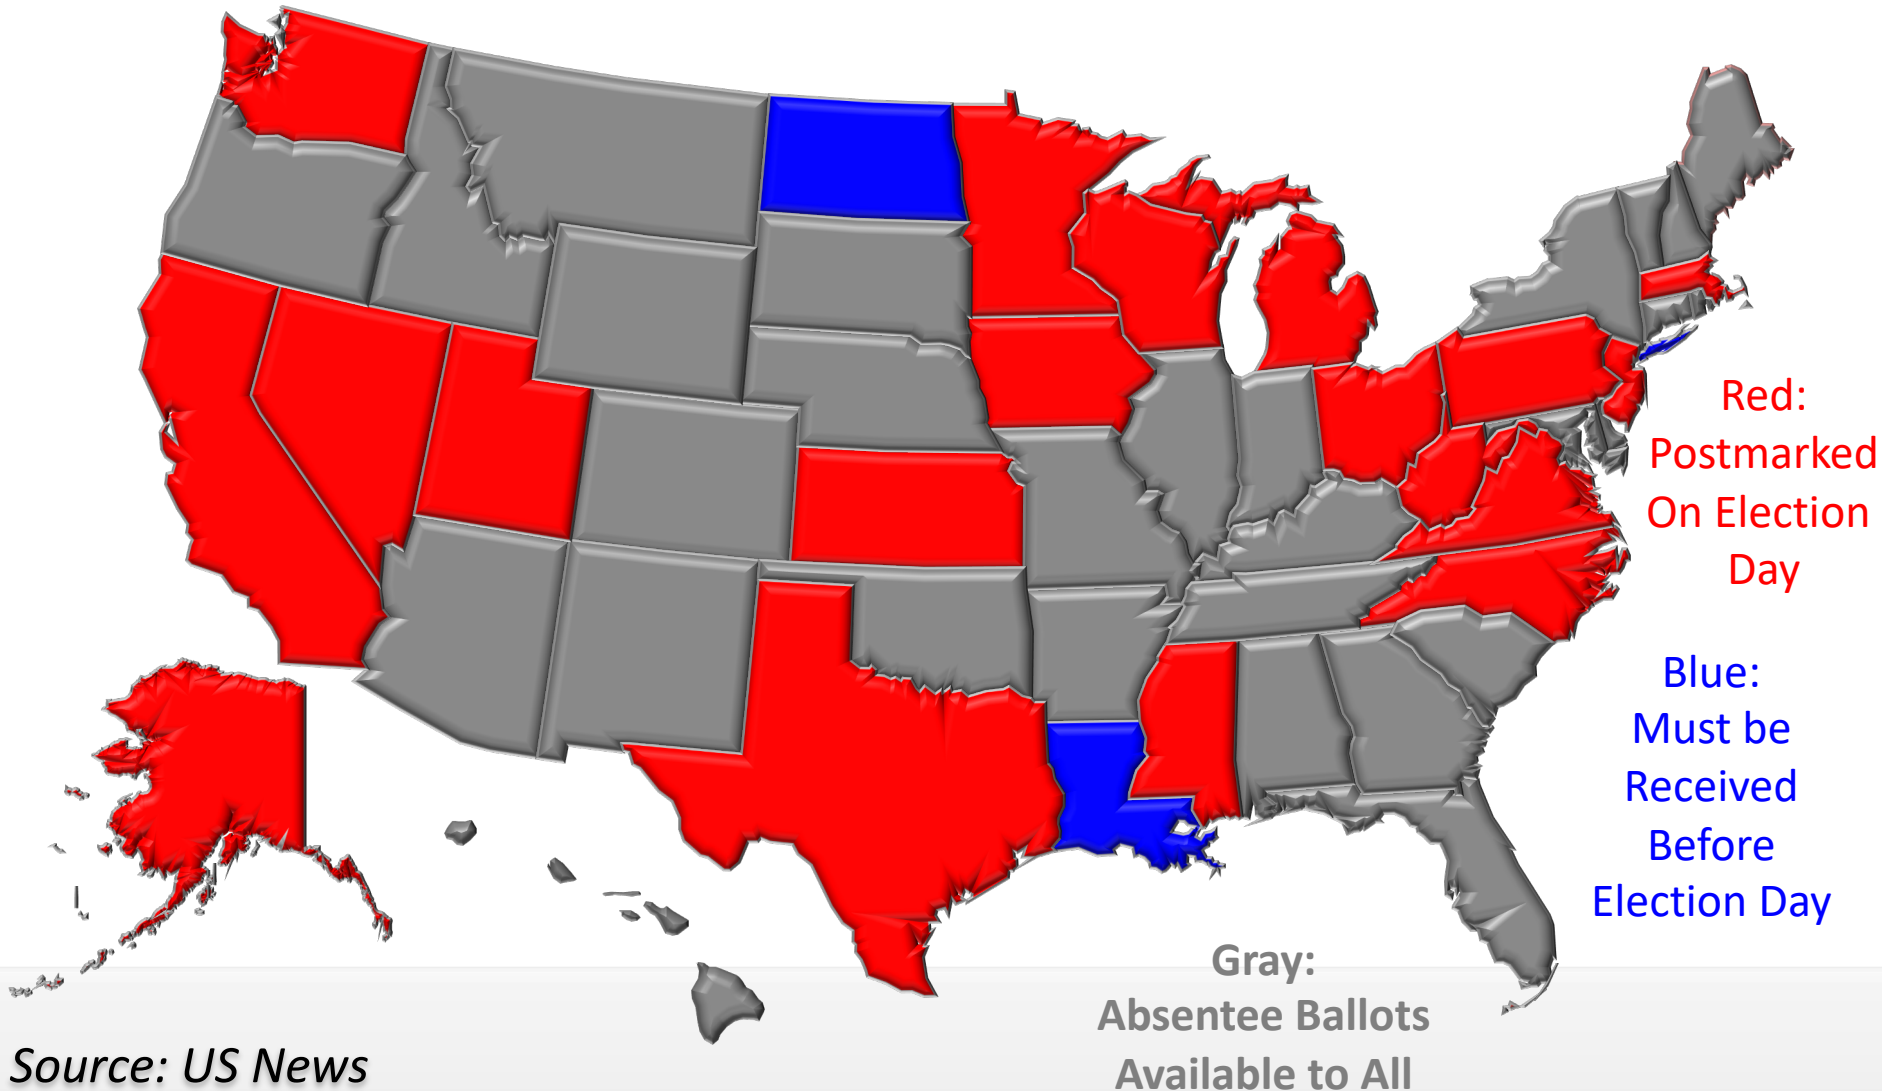 Red:
Postmarked
On Election
Day
Blue:
Must be
Received
Before
Election Day
Gray:
Absentee Ballots
Available to All
Source: US News